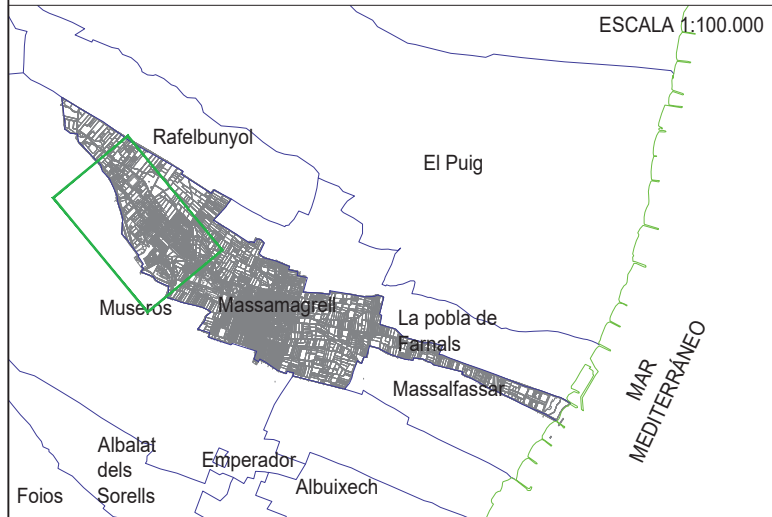 ESCALA 1:100.000
Rafelbunyol
El Puig
Museros
Massamagrell
La pobla de
Farnals
Massalfassar
MAR
MEDITERRÁNEO
Albalat
dels
Sorells
Emperador
Albuixech
Foios